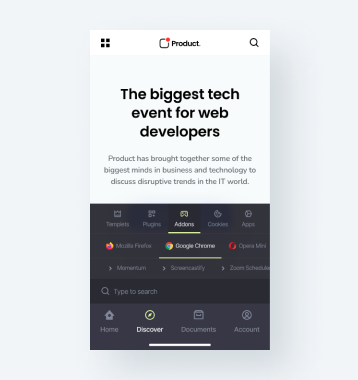 Product.
The biggest tech
event for web
developers
Product has brought together some of the
biggest minds in business and technology to
discuss disruptive trends in the IT world.
Templets Plugins Addons Cookies Apps
Mozilla Firefox Google Chrome Opera Mini
Momentum Screencastify Zoom Schedule
Type to search
Home Discover Documents Account